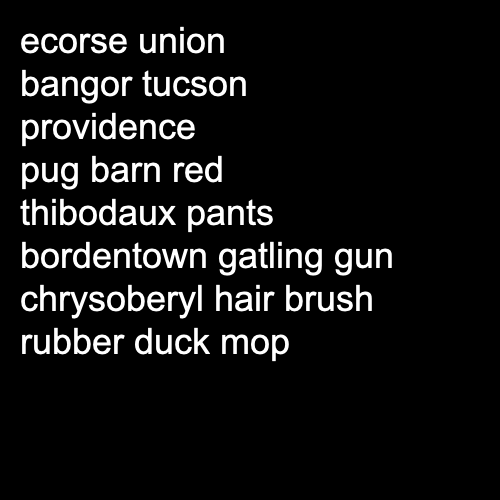 ecorse union
bangor tucson
providence
pug barn red
thibodaux pants
bordentown gatling gun
chrysoberyl hair brush
rubber duck mop